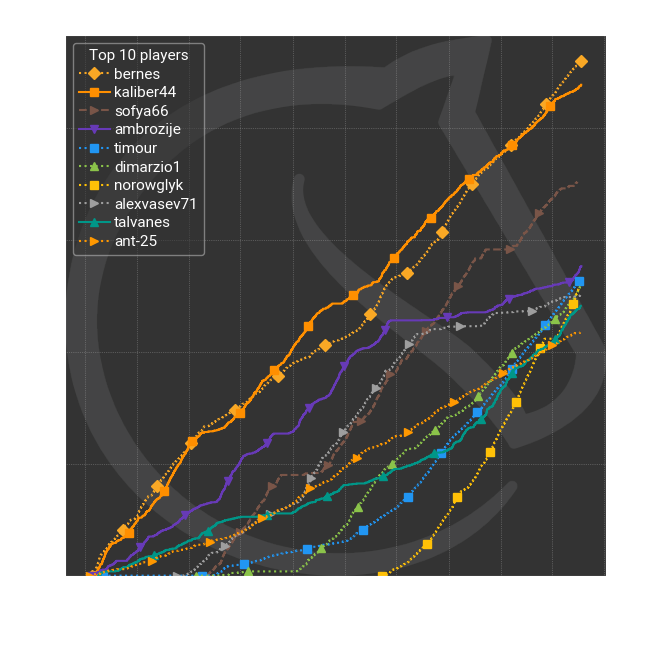 Top 10 players
bernes
kaliber44
sofya66
ambrozije
timour
dimarzio1
norowglyk
alexvasev71
talvanes
ant-25